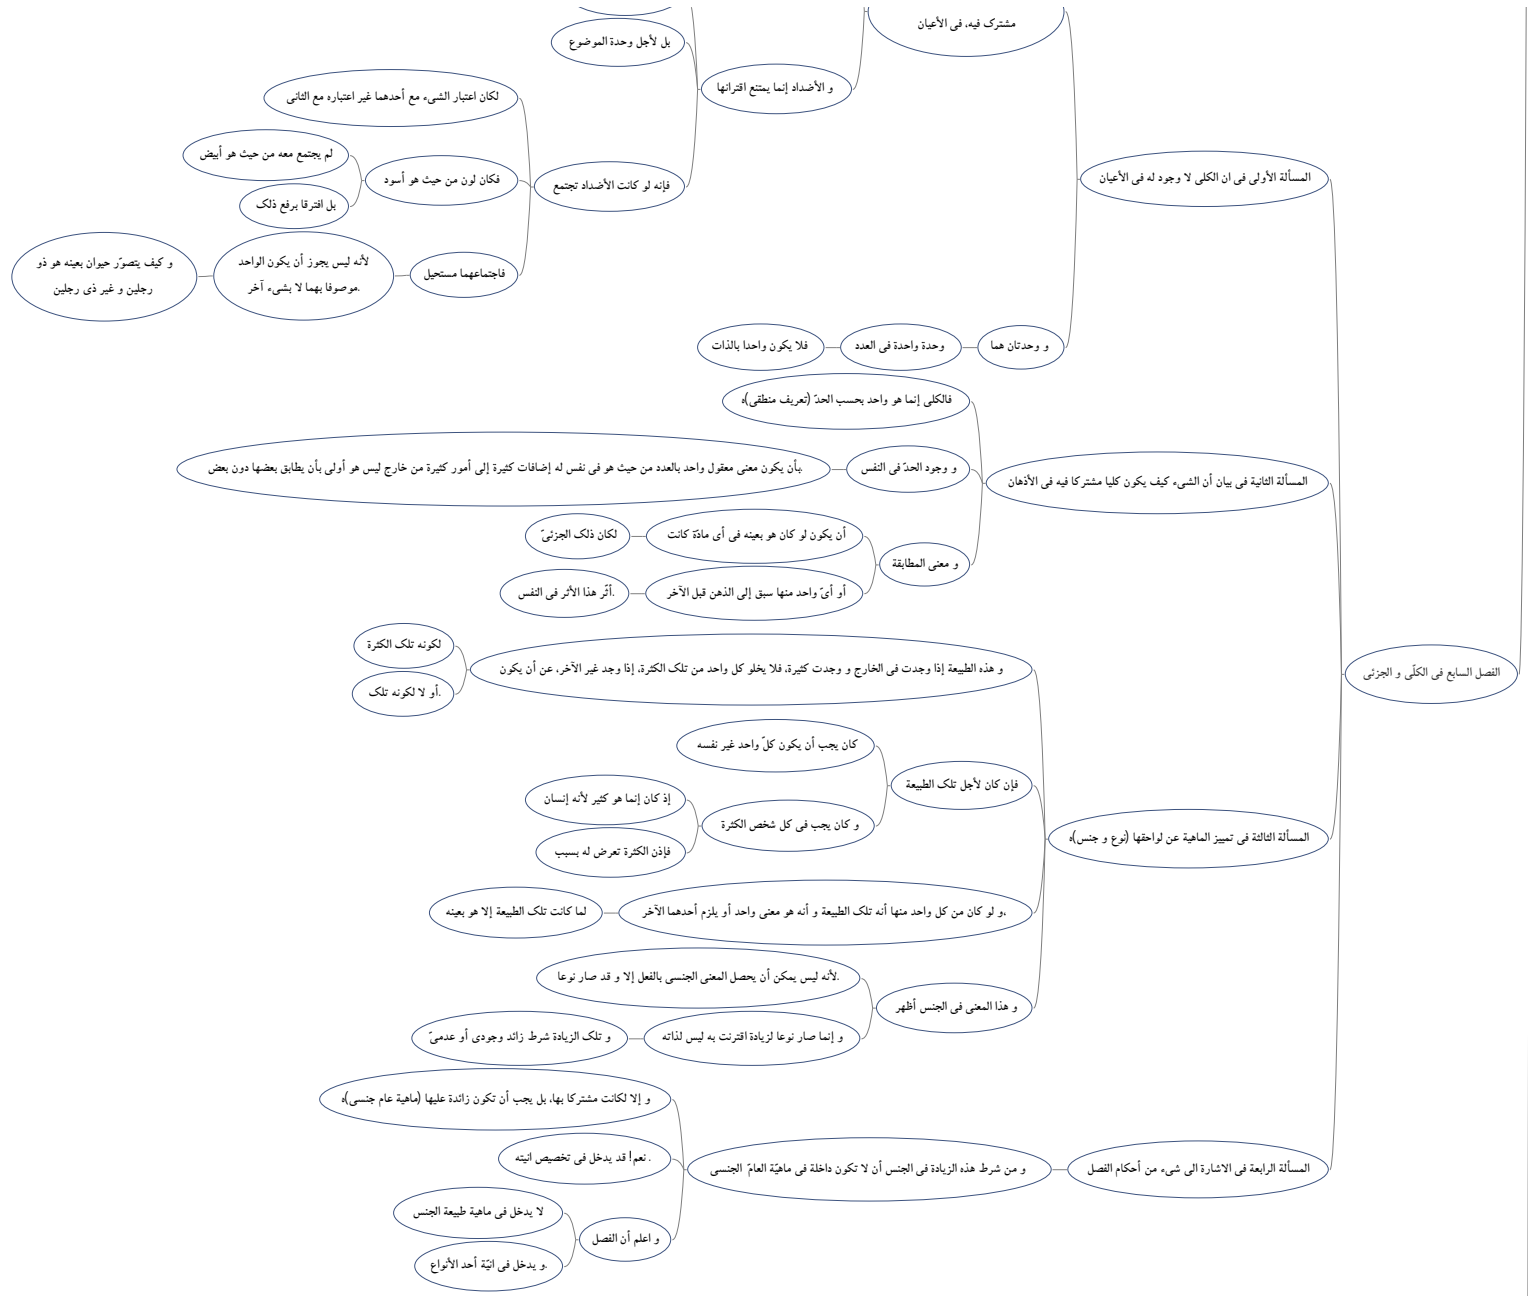 الفصل السابع فی الکلّی و الجزئی
المسألة الأولی فی ان الکلی لا وجود له فی الأعیان
مشترک فیه، فی الأعیان
و الأضداد إنما یمتنع اقترانها
بل لأجل وحدة الموضوع
فإنه لو کانت الأضداد تجتمع
لکان اعتبار الشیء مع أحدهما غیر اعتباره مع الثانی
فکان لون من حیث هو أسود
لم یجتمع معه من حیث هو أبیض
بل افترقا برفع ذلک
فاجتماعهما مستحیل
لأنه لیس یجوز أن یکون الواحد
موصوفا بهما لا بشیء آخر.
و کیف یتصوّر حیوان بعینه هو ذو
رجلین و غیر ذی رجلین
و وحدتان هما
وحدة واحدة فی العدد
فلا یکون واحدا بالذات
المسألة الثانیة فی بیان أن الشیء کیف یکون کلیا مشترکا فیه فی الأذهان
فالکلی إنما هو واحد بحسب الحدّ (تعریف منطقی)ه
و وجود الحدّ فی النفس
بأن یکون معنی معقول واحد بالعدد من حیث هو فی نفس له إضافات کثیرة إلی أمور کثیرة من خارج لیس هو أولی بأن یطابق بعضها دون بعض.
و معنی المطابقة
أن یکون لو کان هو بعینه فی أی مادّة کانت
لکان ذلک الجزئیّ
أو أیّ واحد منها سبق إلی الذهن قبل الآخر
أثّر هذا الأثر فی النفس.
المسألة الثالثة فی تمییز الماهیة عن لواحقها (نوع و جنس)ه
و هذه الطبیعة إذا وجدت فی الخارج و وجدت کثیرة، فلا یخلو کل واحد من تلک الکثرة، إذا وجد غیر الآخر، عن أن یکون
لکونه تلک الکثرة
أو لا لکونه تلک.
فإن کان لأجل تلک الطبیعة
کان یجب أن یکون کلّ واحد غیر نفسه
و کان یجب فی کل شخص الکثرة
إذ کان إنما هو کثیر لأنه إنسان
فإذن الکثرة تعرض له بسبب
و لو کان من کل واحد منها أنه تلک الطبیعة و أنه هو معنی واحد أو یلزم أحدهما الآخر،
لما کانت تلک الطبیعة إلا هو بعینه
و هذا المعنی فی الجنس أظهر
لأنه لیس یمکن أن یحصل المعنی الجنسی بالفعل إلا و قد صار نوعا.
و إنما صار نوعا لزیادة اقترنت به لیس لذاته
و تلک الزیادة شرط زائد وجودی أو عدمیّ
المسألة الرابعة فی الاشارة الی شیء من أحکام الفصل
و من شرط هذه الزیادة فی الجنس أن لا تکون داخلة فی ماهیّة العامّ الجنسی
و إلا لکانت مشترکا بها، بل یجب أن تکون زائدة علیها (ماهیة عام جنسی)ه
نعم! قد یدخل فی تخصیص انیته .
و اعلم أن الفصل
لا یدخل فی ماهیة طبیعة الجنس
و یدخل فی انیّة أحد الأنواع.